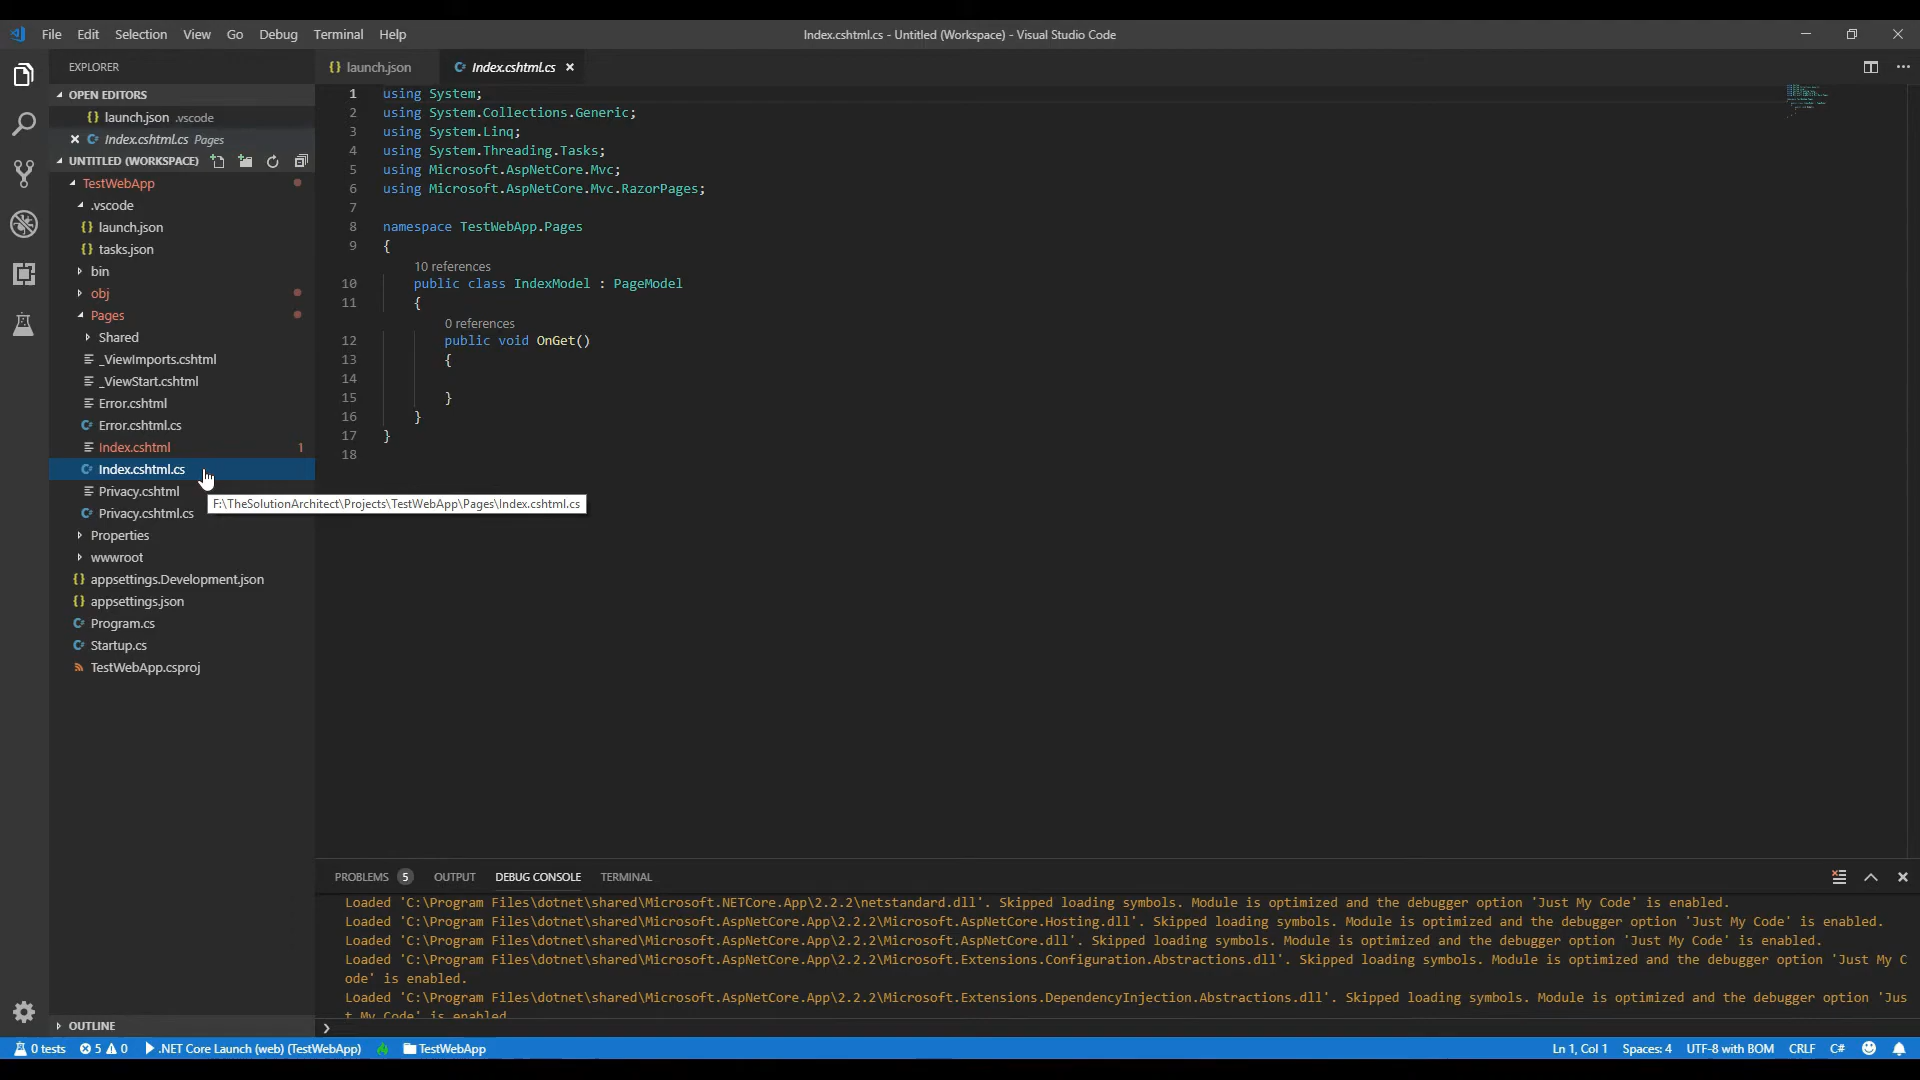 File Edit Selection View Go Debug Terminal Help
Index.cshtml.cs - Untitled (Workspace) - Visual Studio Code
EXPLORER
OPEN EDITORS
launch.json .vscode
Index.cshtml.cs Pages
UNTITLED (WORKSPACE)
TestWebApp
.vscode
launch.json
tasks.json
bin
obj
Pages
Shared
_ViewImports.cshtml
_ViewStart.cshtml
Error.cshtml
Error.cshtml.cs
Index.cshtml 1
Index.cshtml.cs
Privacy.cshtml
Privacy.cshtml.cs
Properties
wwwroot
appsettings.Development.json
appsettings.json
Program.cs
Startup.cs
TestWebApp.csproj
OUTLINE
launch.json Index.cshtml.cs
1 using System;
2 using System.Collections.Generic;
3 using System.Linq;
4 using System.Threading.Tasks;
5 using Microsoft.AspNetCore.Mvc;
6 using Microsoft.AspNetCore.Mvc.RazorPages;
7
8 namespace TestWebApp.Pages
9 {
10 references
10 public class IndexModel : PageModel
11 {
0 references
12 public void OnGet()
13 {
14
15 }
16 }
17 }
18
F:\TheSolutionArchitect\Projects\TestWebApp\Pages\Index.cshtml.cs
PROBLEMS 5 OUTPUT DEBUG CONSOLE TERMINAL
Loaded 'C:\Program Files\dotnet\shared\Microsoft.NETCore.App\2.2.2\netstandard.dll'. Skipped loading symbols. Module is optimized and the debugger option 'Just My Code' is enabled.
Loaded 'C:\Program Files\dotnet\shared\Microsoft.AspNetCore.App\2.2.2\Microsoft.AspNetCore.Hosting.dll'. Skipped loading symbols. Module is optimized and the debugger option 'Just My Code' is enabled.
Loaded 'C:\Program Files\dotnet\shared\Microsoft.AspNetCore.App\2.2.2\Microsoft.AspNetCore.dll'. Skipped loading symbols. Module is optimized and the debugger option 'Just My Code' is enabled.
Loaded 'C:\Program Files\dotnet\shared\Microsoft.AspNetCore.App\2.2.2\Microsoft.Extensions.Configuration.Abstractions.dll'. Skipped loading symbols. Module is optimized and the debugger option 'Just My C
ode' is enabled.
Loaded 'C:\Program Files\dotnet\shared\Microsoft.AspNetCore.App\2.2.2\Microsoft.Extensions.DependencyInjection.Abstractions.dll'. Skipped loading symbols. Module is optimized and the debugger option 'Jus
t My Code' is enabled
0 tests 5 0 .NET Core Launch (web) (TestWebApp) TestWebApp
Ln 1, Col 1 Spaces: 4 UTF-8 with BOM CRLF C#